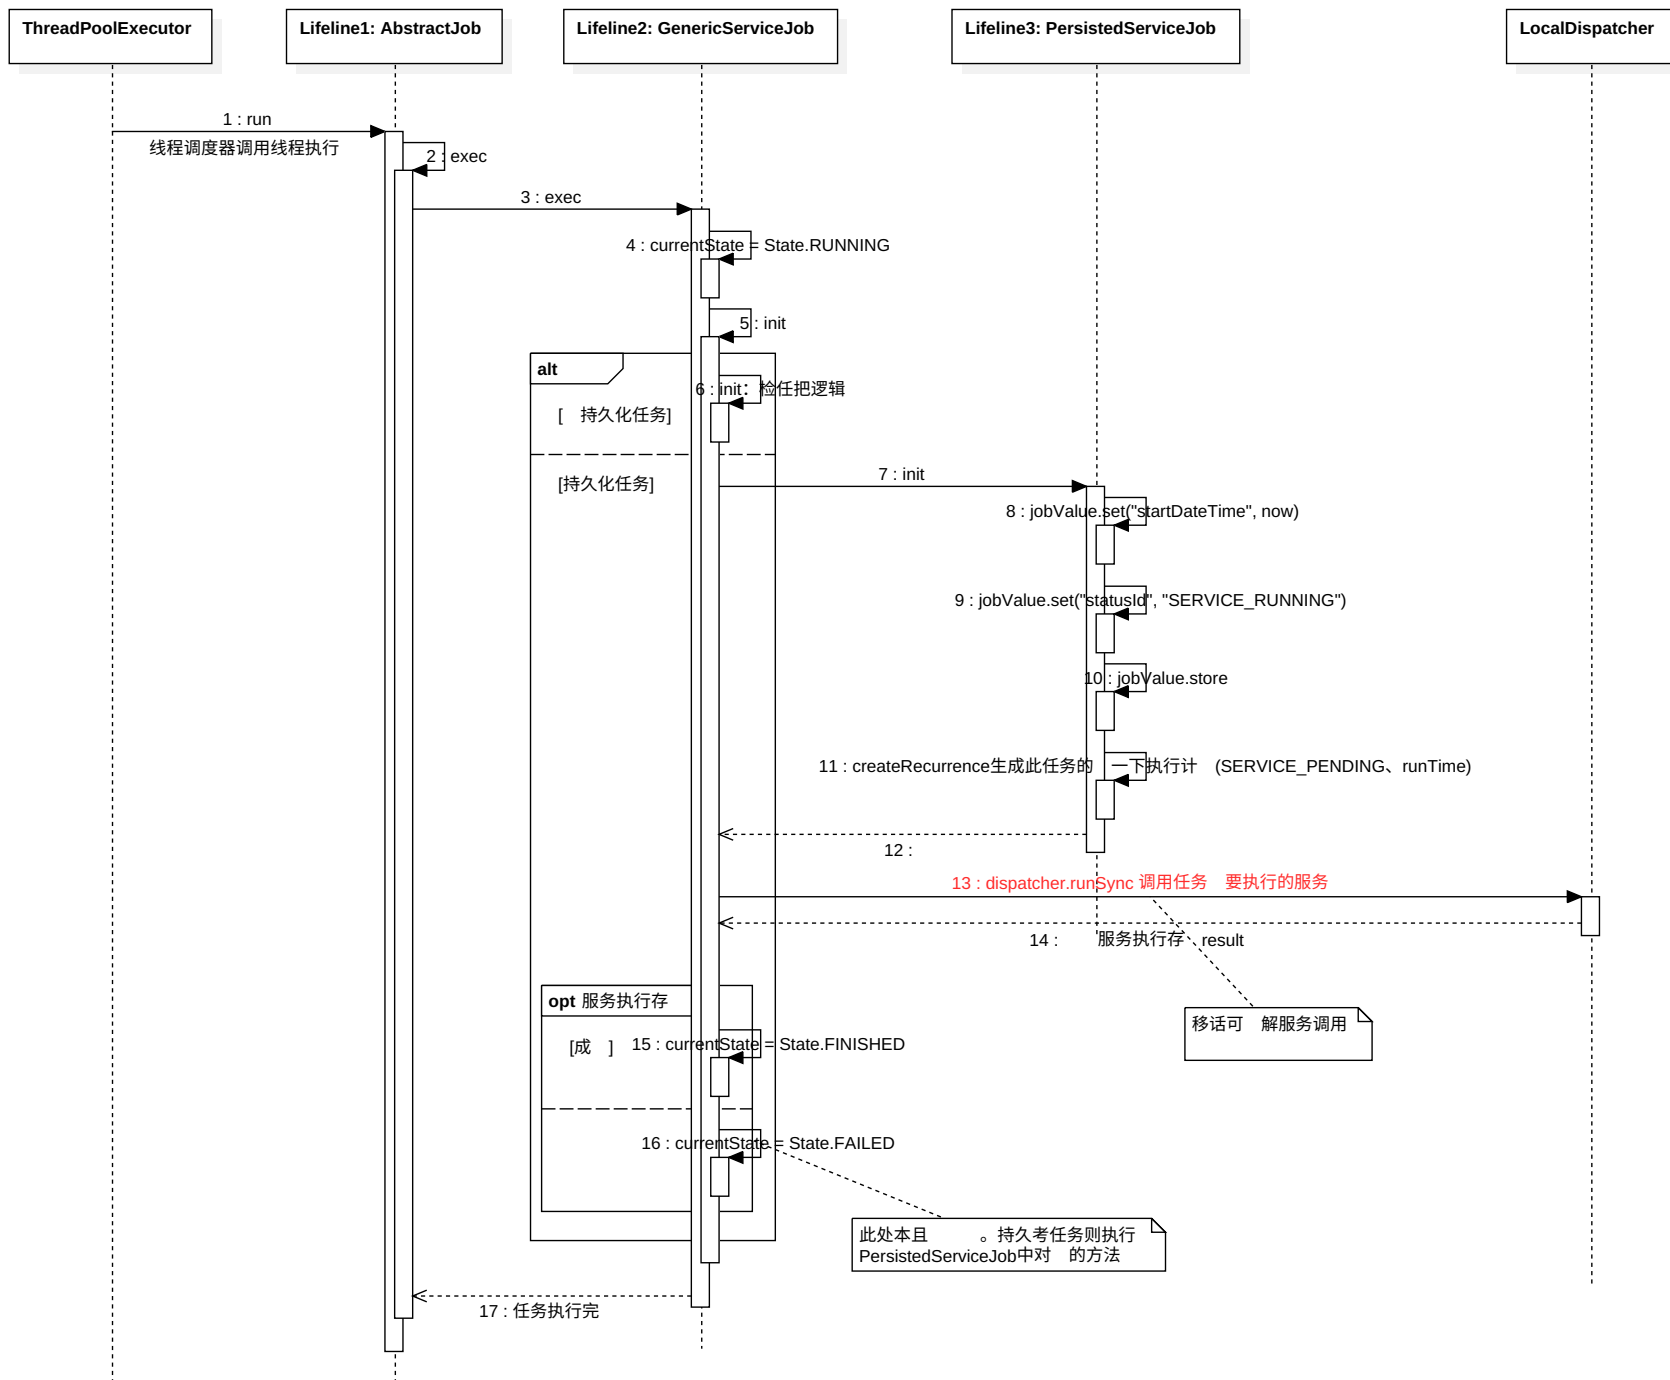 ThreadPoolExecutor
Lifeline1: AbstractJob
Lifeline2: GenericServiceJob
Lifeline3: PersistedServiceJob
LocalDispatcher
1 : run
线程调度器调用线程执行
2 : exec
3 : exec
4 : currentState = State.RUNNING
5 : init
alt
6 : init：检任把逻辑
[　持久化任务]
7 : init
[持久化任务]
8 : jobValue.set("startDateTime", now)
9 : jobValue.set("statusId", "SERVICE_RUNNING")
10 : jobValue.store
11 : createRecurrence生成此任务的　一下执行计　(SERVICE_PENDING、runTime)
12 :
13 : dispatcher.runSync 调用任务　要执行的服务
14 :　　服务执行存　result
opt 服务执行存
移话可　解服务调用
[成　]
15 : currentState = State.FINISHED
16 : currentState = State.FAILED
此处本且　　　。持久考任务则执行
PersistedServiceJob中对　的方法
17 : 任务执行完